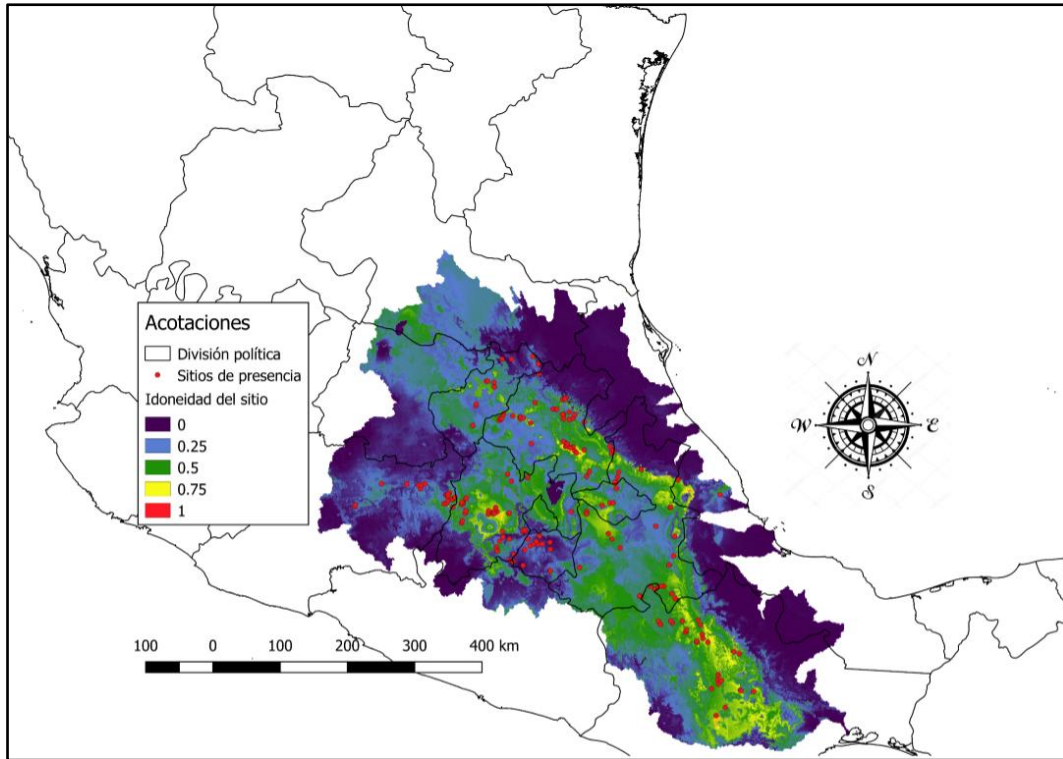 Acotaciones
División política
Sitios de presencia
Idoneidad del sitio
0
0.25
0.5
0.75
1
N
W E
S
100 0 100 200 300 400 km